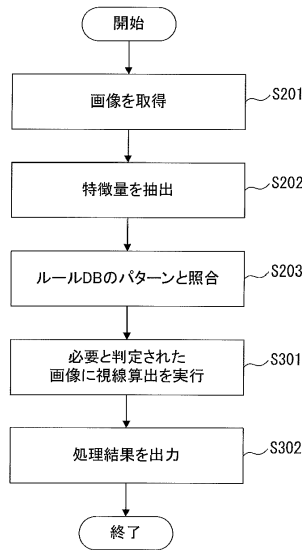 開始
画像を取得
S201
特徴量を抽出
S202
ルールDBのパターンと照合
S203
必要と判定された
画像に視線算出を実行
S301
処理結果を出力
S302
終了